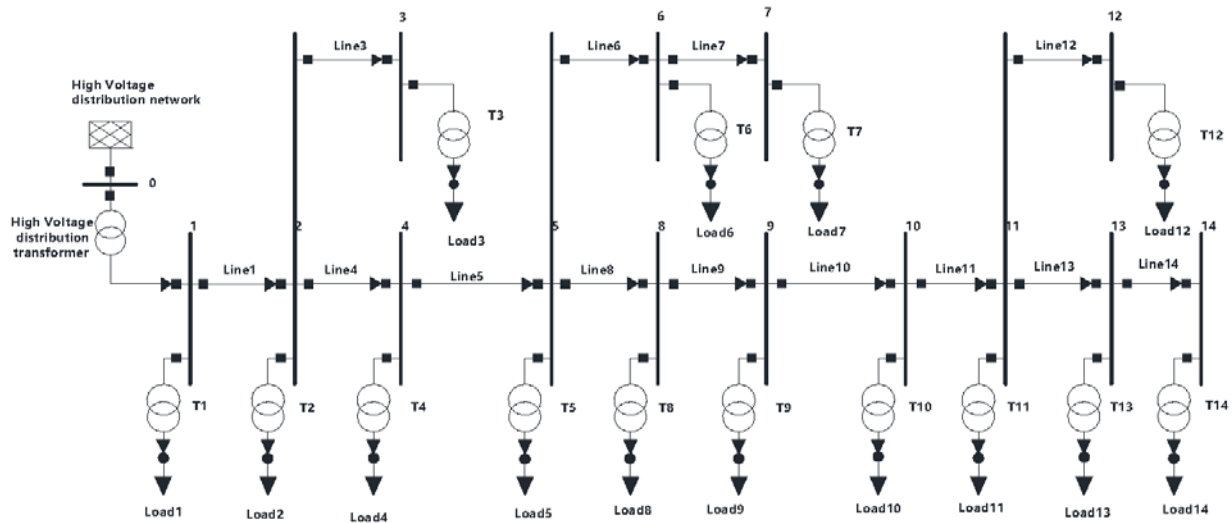 3
6
7
12
Line3
Line6
Line7
Line12
High Voltage
distribution network
T3
T6
T7
T12
0
High Voltage
distribution
transformer
Load3
Load6
Load7
Load12
1
2
4
5
8
9
10
11
13
14
Line1
Line4
Line5
Line8
Line9
Line10
Line11
Line13
Line14
T1
T2
T4
T5
T8
T9
T10
T11
T13
T14
Load1
Load2
Load4
Load5
Load8
Load9
Load10
Load11
Load13
Load14